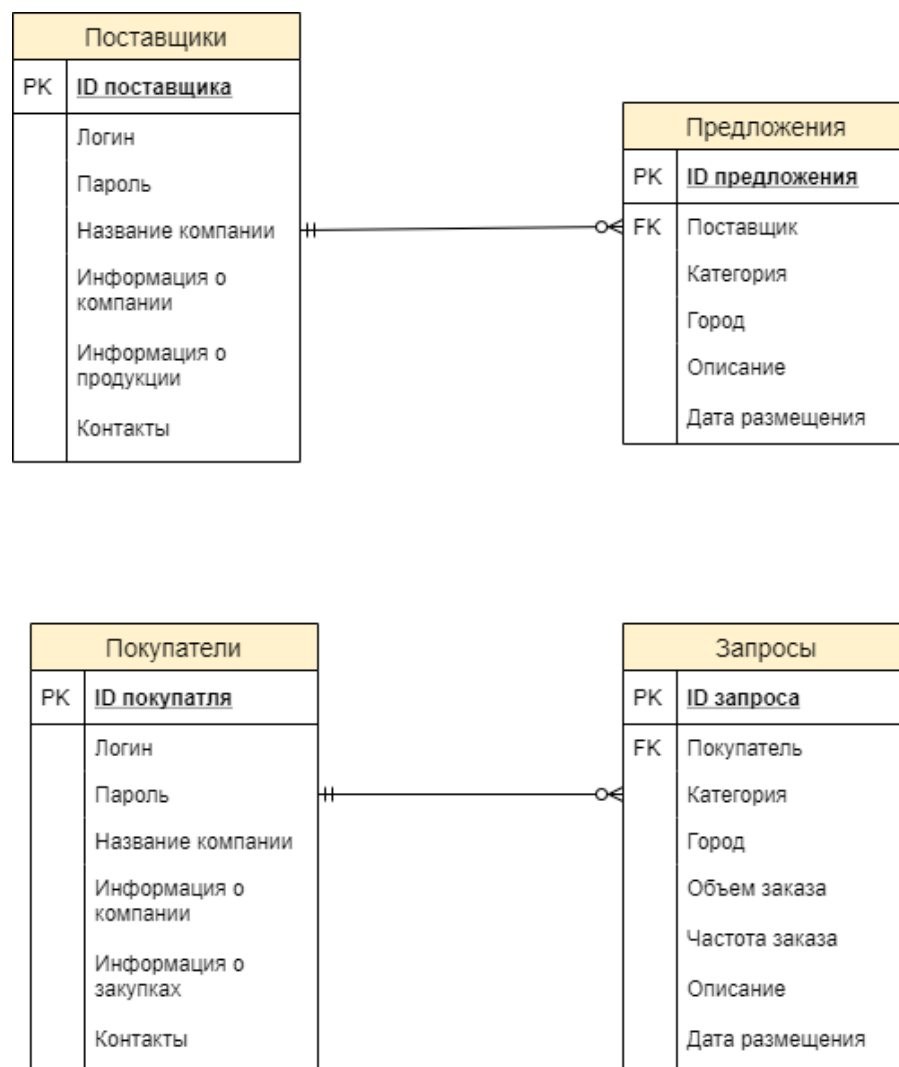 Поставщики
PK ID поставщика
Логин
Пароль
Название компании
Информация о
компании
Информация о
продукции
Контакты
Предложения
PK ID предложения
FK Поставщик
Категория
Город
Описание
Дата размещения
Покупатели
PK ID покупатля
Логин
Пароль
Название компании
Информация о
компании
Информация о
закупках
Контакты
Запросы
PK ID запроса
FK Покупатель
Категория
Город
Объем заказа
Частота заказа
Описание
Дата размещения